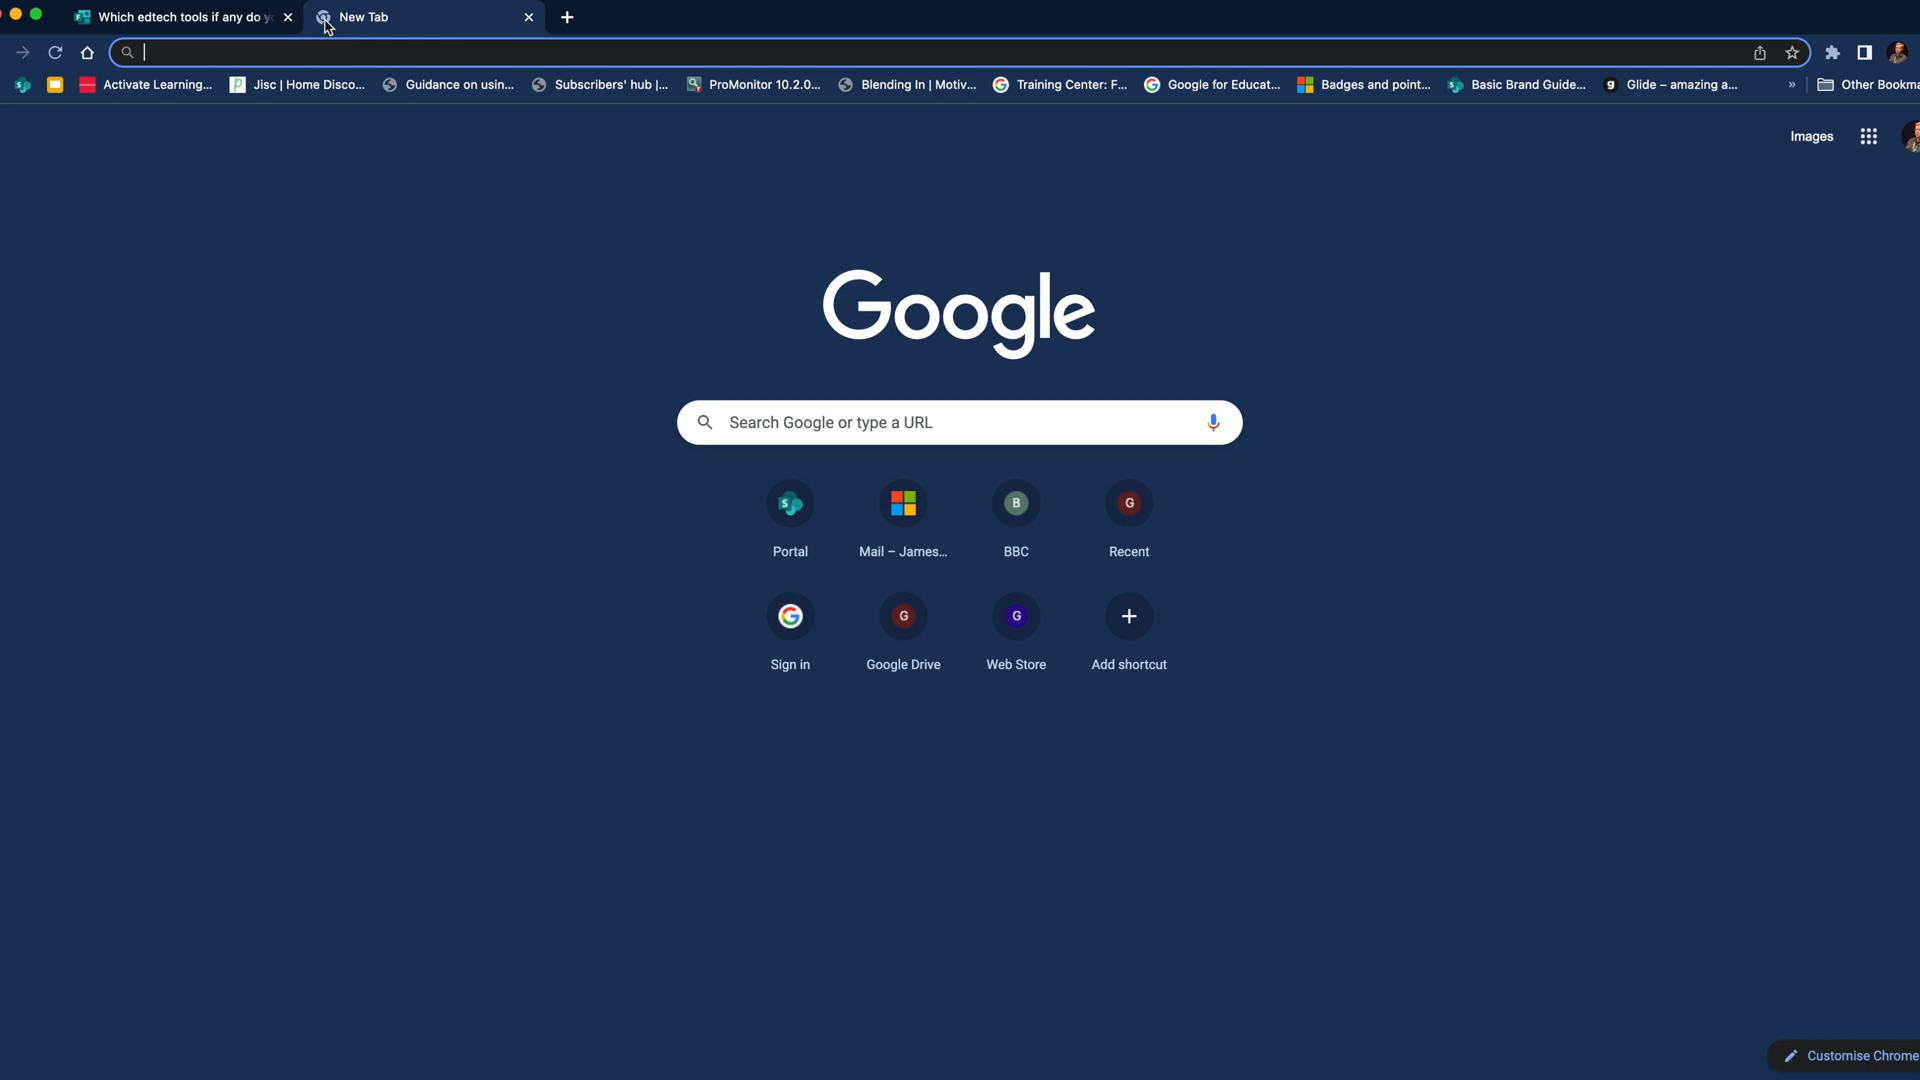 Which edtech tools if any do y
New Tab
Activate Learning...
Jisc | Home Disco...
Guidance on usin...
Subscribers' hub |...
ProMonitor 10.2.0...
Blending In | Motiv...
Training Center: F...
Google for Educat...
Badges and point...
Basic Brand Guide...
Glide – amazing a...
»
Other Bookma
Images
Google
Search Google or type a URL
Portal
Mail – James...
B
BBC
G
Recent
Sign in
G
Google Drive
G
Web Store
Add shortcut
Customise Chrome